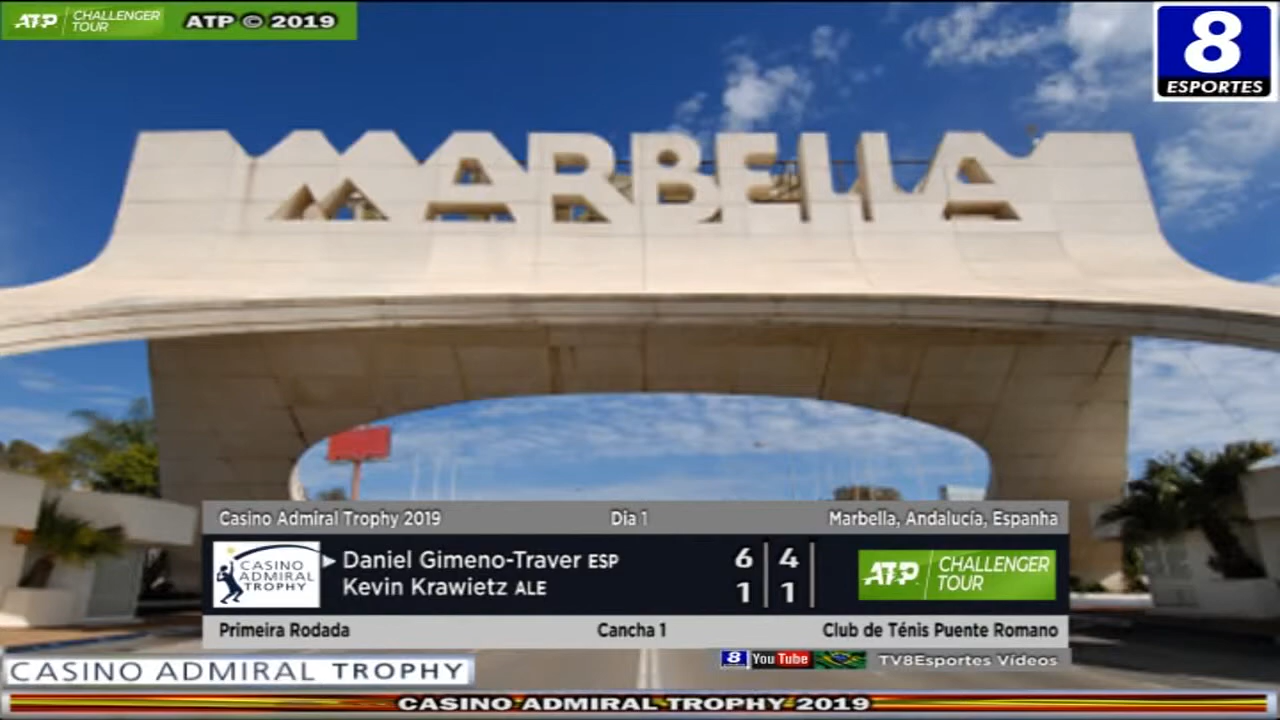 ATP CHALLENGER TOUR
ATP © 2019
8
ESPORTES
MARBELLA
Casino Admiral Trophy 2019
Dia 1
Marbella, Andalucía, Espanha
CASINO ADMIRAL TROPHY
Daniel Gimeno-Traver ESP 6 4
Kevin Krawietz ALE 1 1
ATP CHALLENGER TOUR
Primeira Rodada
Cancha 1
Club de Ténis Puente Romano
8 YouTube TV8Esportes Vídeos
CASINO ADMIRAL TROPHY
CASINO ADMIRAL TROPHY 2019